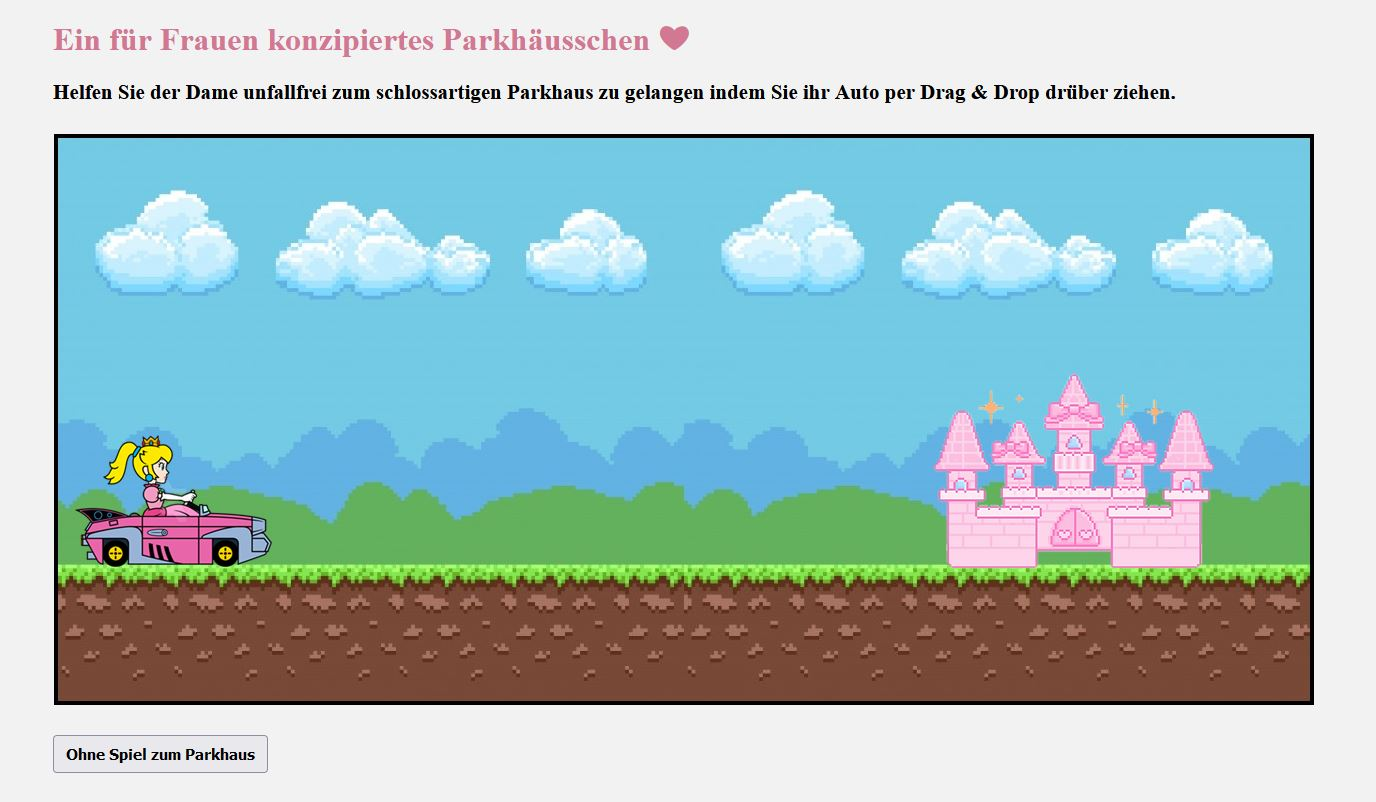 Ein für Frauen konzipiertes Parkhäusschen ♥
Helfen Sie der Dame unfallfrei zum schlossartigen Parkhaus zu gelangen indem Sie ihr Auto per Drag & Drop drüber ziehen.
Ohne Spiel zum Parkhaus